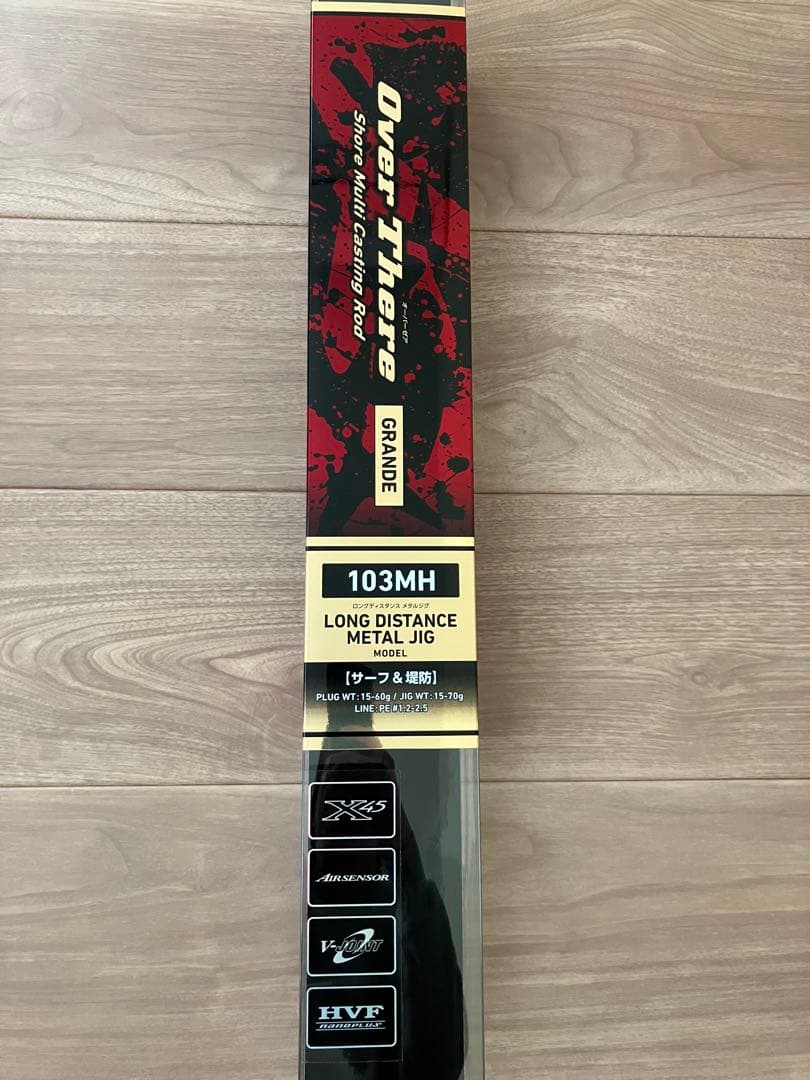 Over There
オーバーゼア
Shore Multi Casting Rod
GRANDE
103MH
ロングディスタンス メタルジグ
LONG DISTANCE
METAL JIG
MODEL
【サーフ & 堤防】
PLUG WT:15-60g / JIG WT:15-70g
LINE:PE #1.2-2.5
X45
AIRSENSOR
V-JOINT
HVF
nanoplus